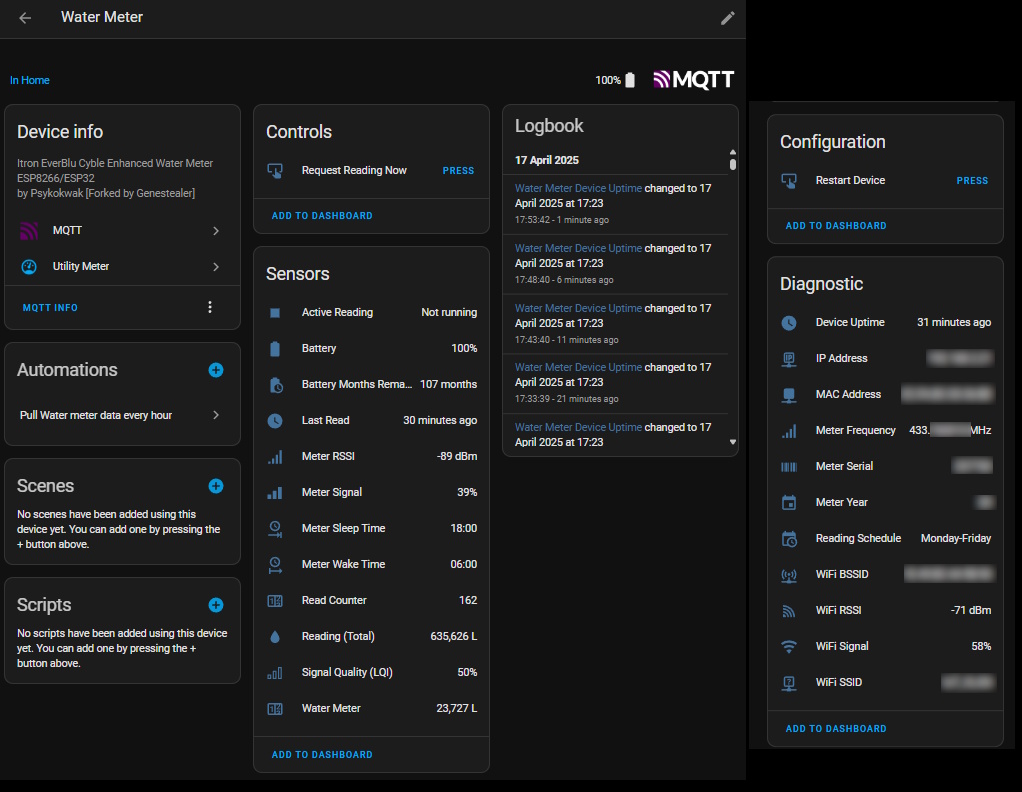 Water Meter
In Home
100%
MQTT
Device info
Itron EverBlu Cyble Enhanced Water Meter
ESP8266/ESP32
by Psykokwak [Forked by Genestealer]
MQTT
Utility Meter
MQTT INFO
Automations
Pull Water meter data every hour
Scenes
No scenes have been added using this
device yet. You can add one by pressing the
+ button above.
Scripts
No scripts have been added using this device
yet. You can add one by pressing the +
button above.
Controls
Request Reading Now PRESS
ADD TO DASHBOARD
Sensors
Active Reading Not running
Battery 100%
Battery Months Rema... 107 months
Last Read 30 minutes ago
Meter RSSI -89 dBm
Meter Signal 39%
Meter Sleep Time 18:00
Meter Wake Time 06:00
Read Counter 162
Reading (Total) 635,626 L
Signal Quality (LQI) 50%
Water Meter 23,727 L
ADD TO DASHBOARD
Logbook
17 April 2025
Water Meter Device Uptime changed to 17
April 2025 at 17:23
17:53:42 - 1 minute ago
Water Meter Device Uptime changed to 17
April 2025 at 17:23
17:48:40 - 6 minutes ago
Water Meter Device Uptime changed to 17
April 2025 at 17:23
17:43:40 - 11 minutes ago
Water Meter Device Uptime changed to 17
April 2025 at 17:23
17:33:39 - 21 minutes ago
Water Meter Device Uptime changed to 17
April 2025 at 17:23
Configuration
Restart Device PRESS
ADD TO DASHBOARD
Diagnostic
Device Uptime 31 minutes ago
IP Address
MAC Address
Meter Frequency 433. MHz
Meter Serial
Meter Year
Reading Schedule Monday-Friday
WiFi BSSID
WiFi RSSI -71 dBm
WiFi Signal 58%
WiFi SSID
ADD TO DASHBOARD